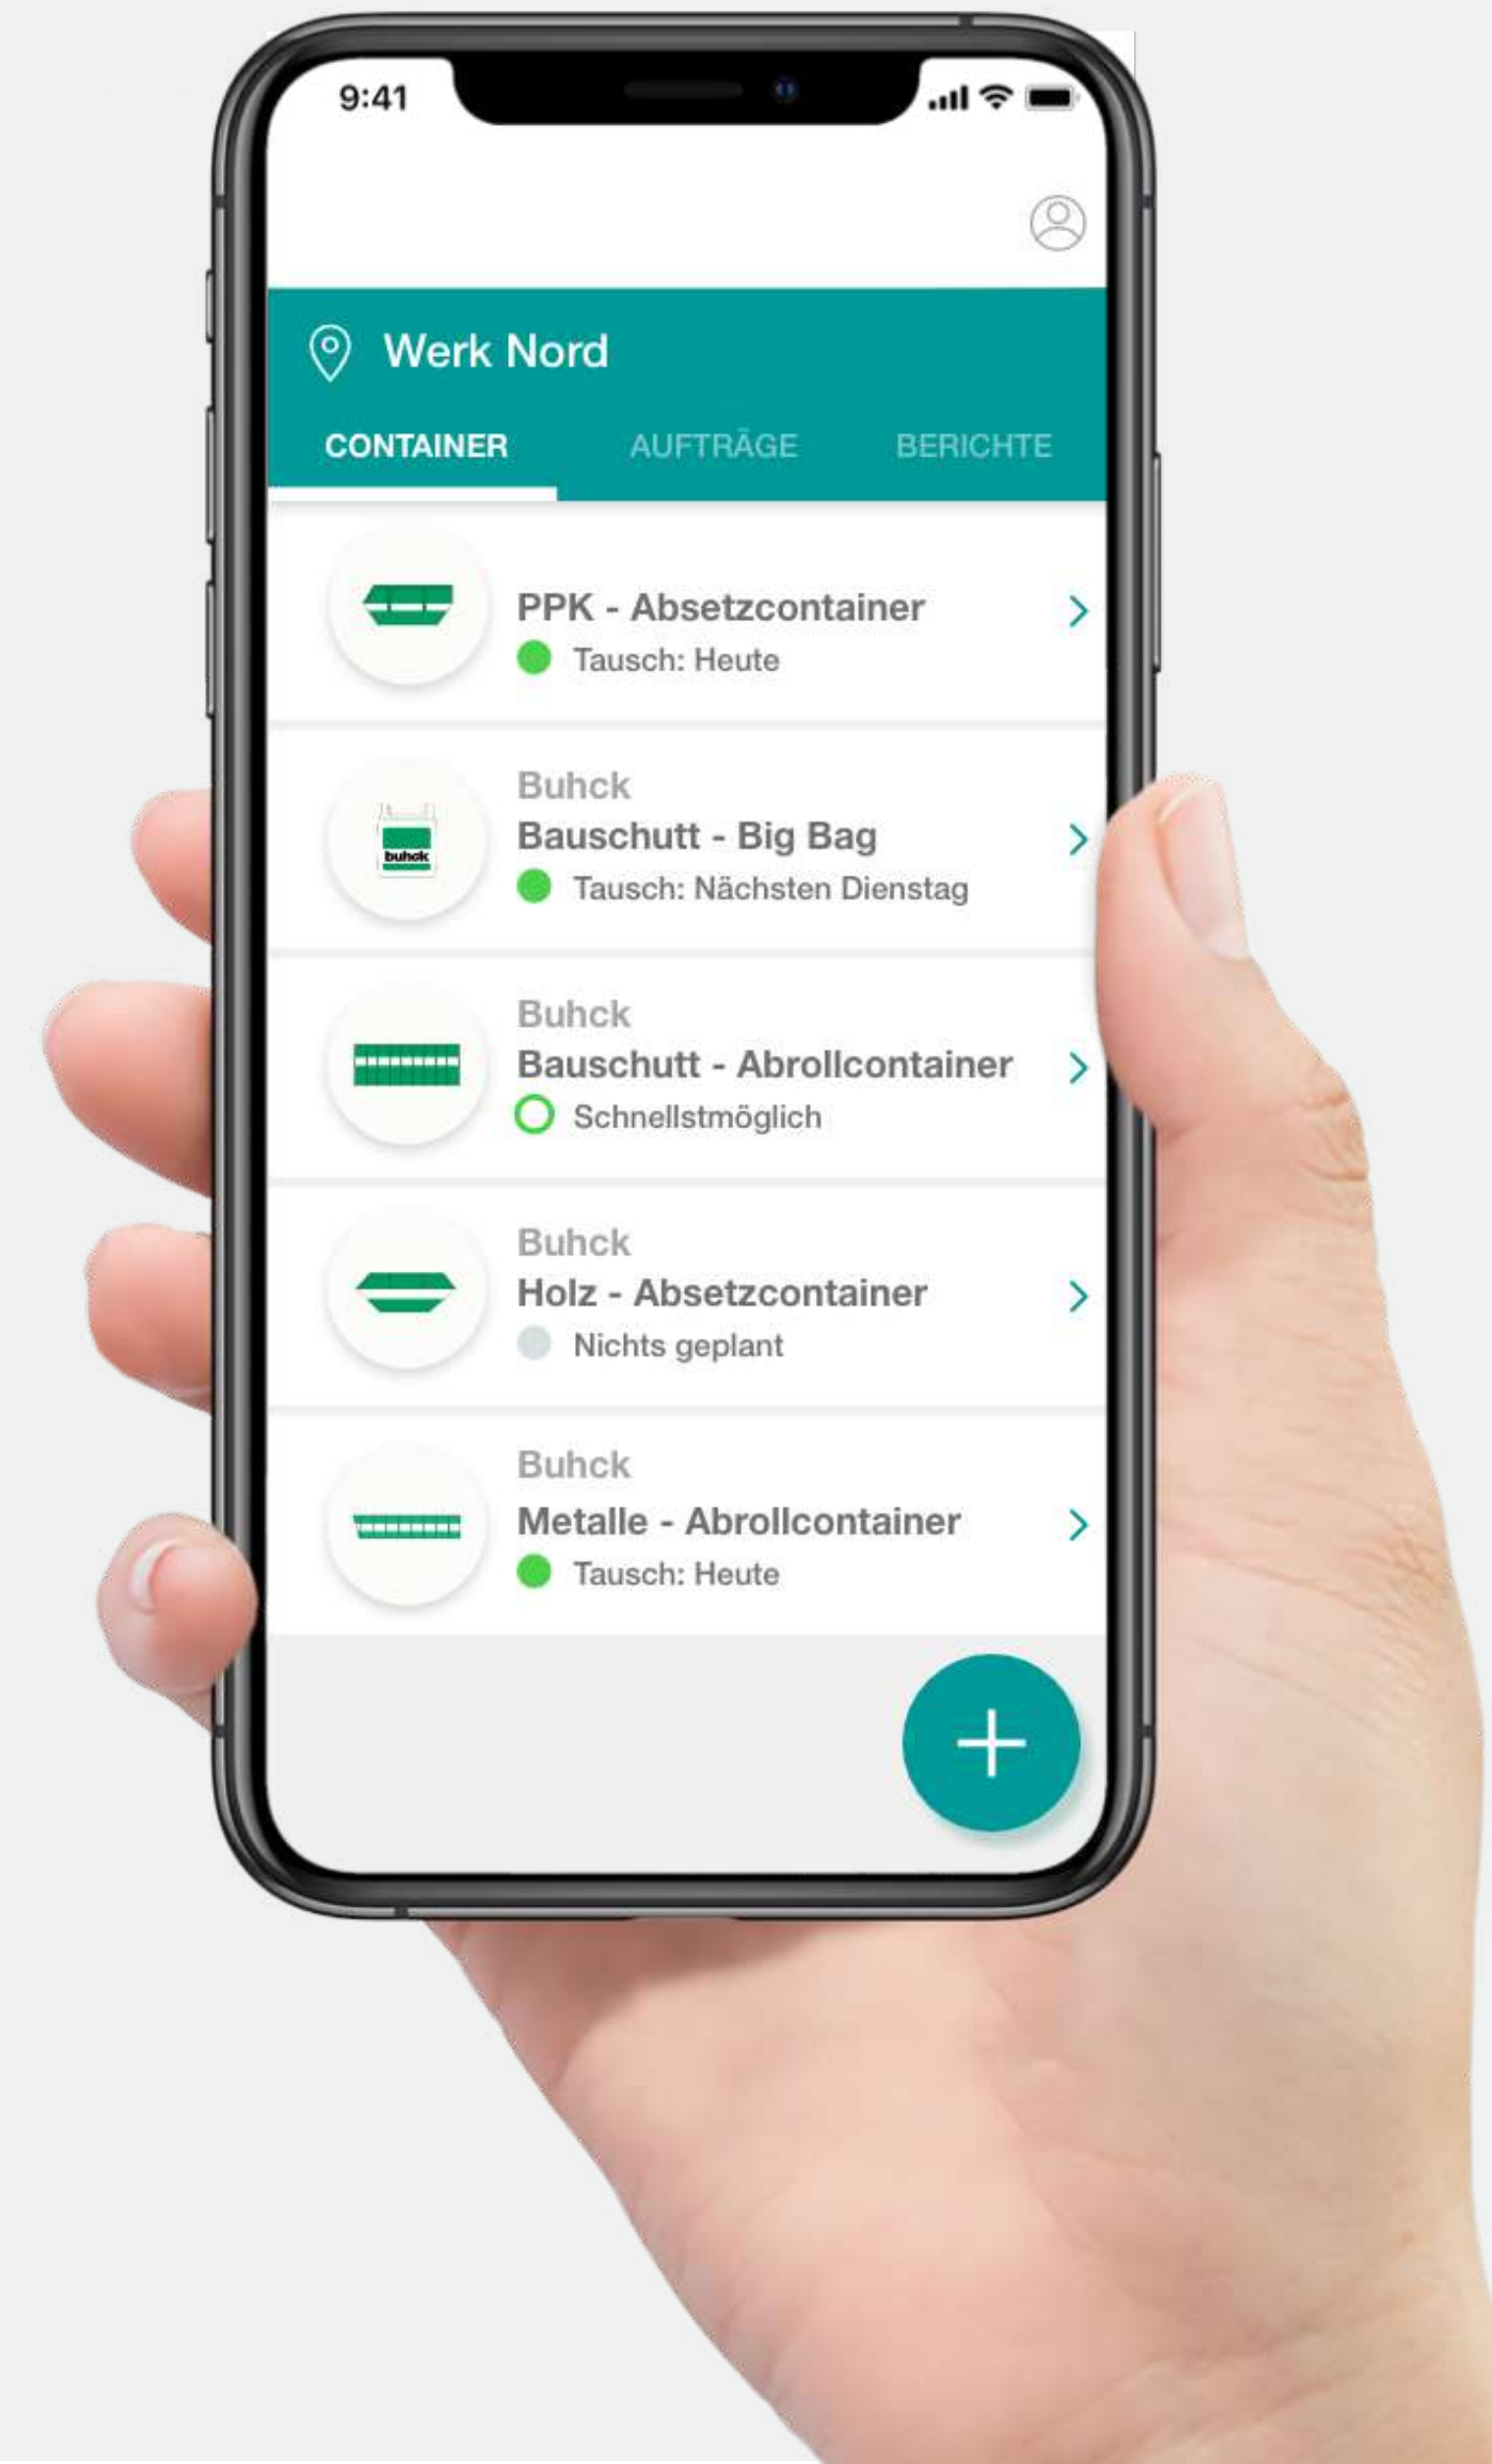 9:41
Werk Nord
CONTAINER AUFTRÄGE BERICHTE
PPK - Absetzcontainer
Tausch: Heute
Buhck
buhck
Bauschutt - Big Bag
Tausch: Nächsten Dienstag
Buhck
Bauschutt - Abrollcontainer
Schnellstmöglich
Buhck
Holz - Absetzcontainer
Nichts geplant
Buhck
Metalle - Abrollcontainer
Tausch: Heute